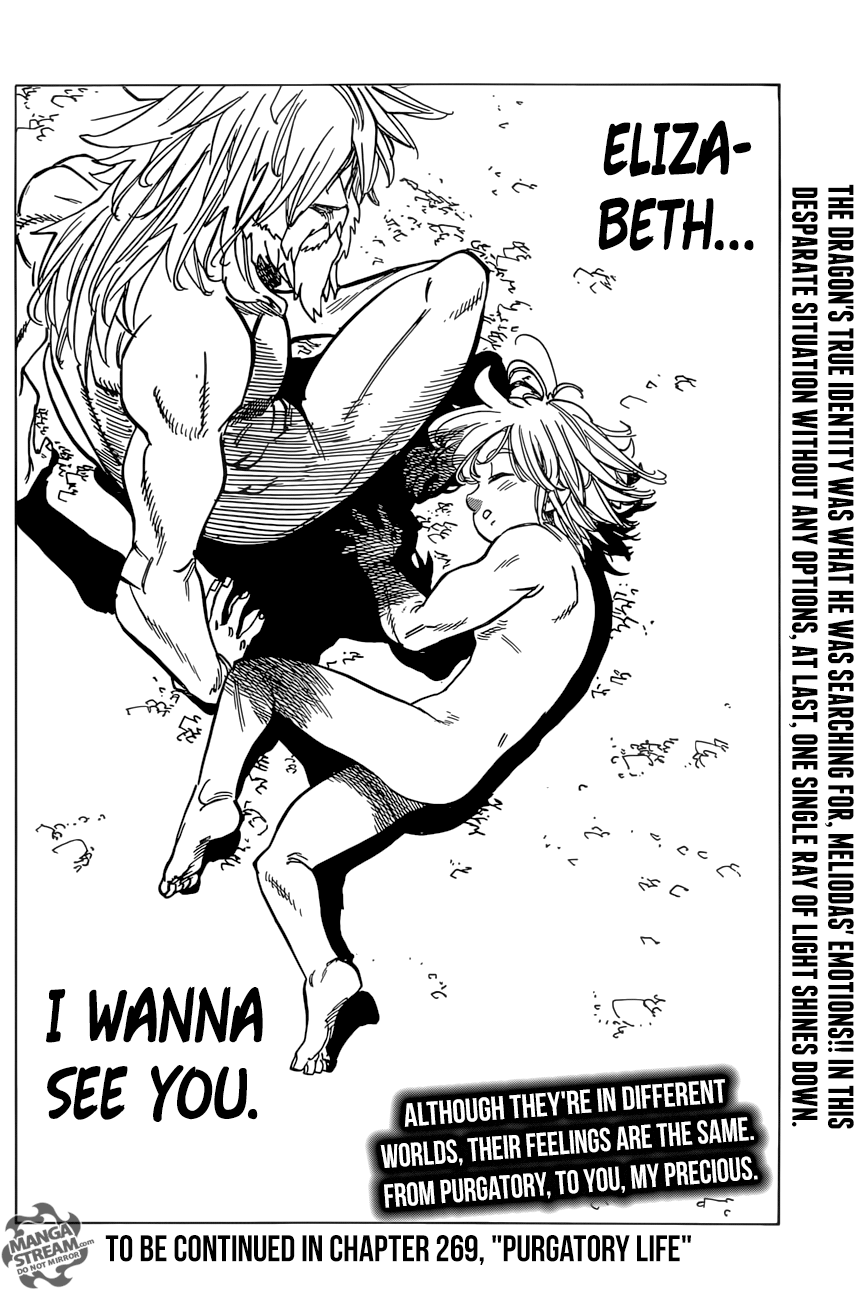 ELIZA-
BETH...
THE DRAGON'S TRUE IDENTITY WAS WHAT HE WAS SEARCHING FOR, MELIODAS' EMOTIONS!! IN THIS
DESPARATE SITUATION WITHOUT ANY OPTIONS, AT LAST, ONE SINGLE RAY OF LIGHT SHINES DOWN.
I WANNA
SEE YOU.
ALTHOUGH THEY'RE IN DIFFERENT
WORLDS, THEIR FEELINGS ARE THE SAME.
FROM PURGATORY, TO YOU, MY PRECIOUS.
MANGA
STREAM.com
DO NOT MIRROR
TO BE CONTINUED IN CHAPTER 269, "PURGATORY LIFE"